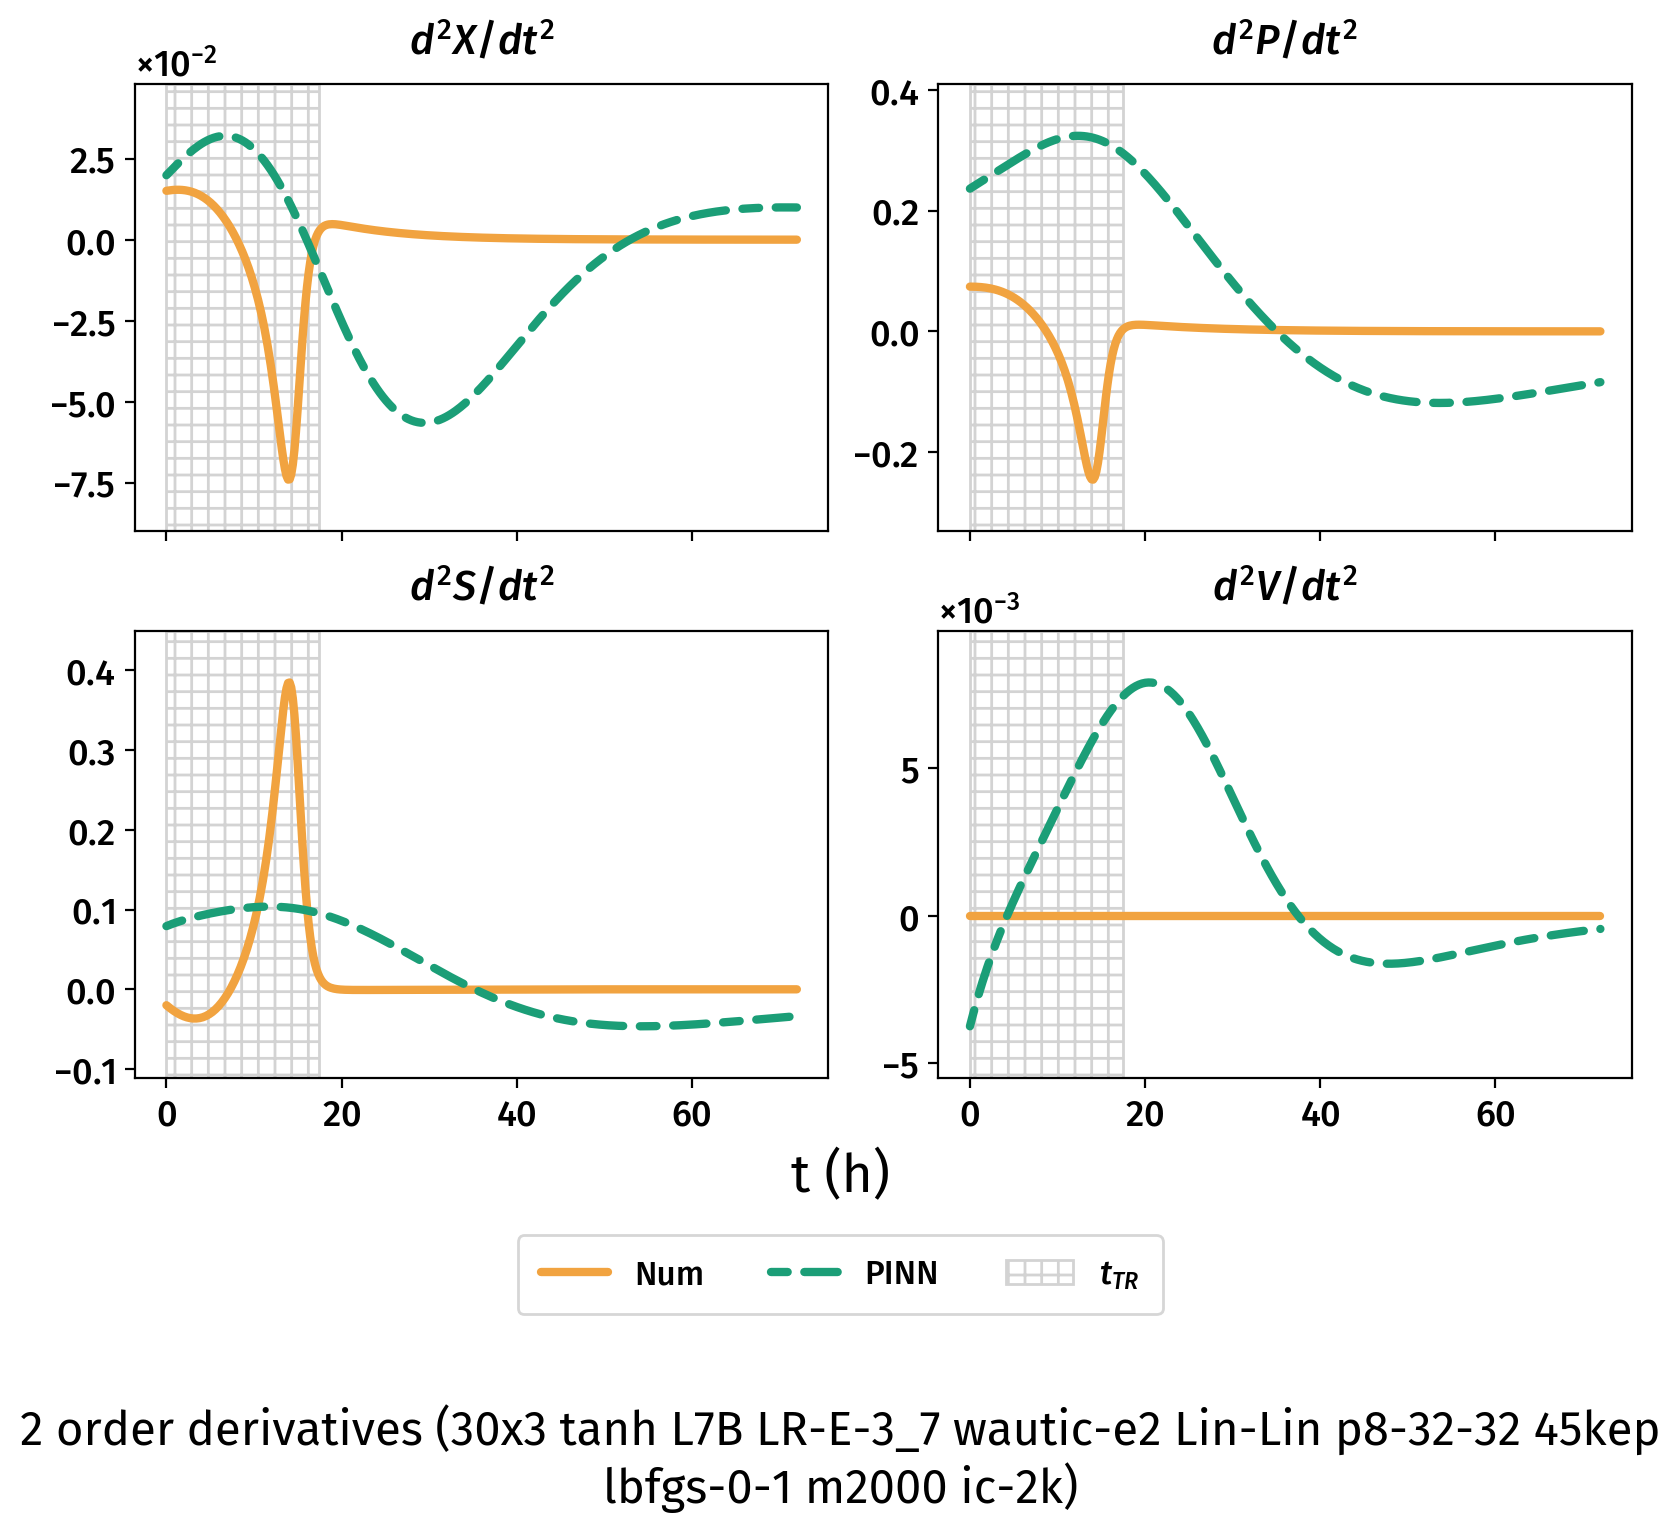 d²X/dt²
×10⁻²
2.5
0.0
−2.5
−5.0
−7.5
d²P/dt²
0.4
0.2
0.0
−0.2
d²S/dt²
0.4
0.3
0.2
0.1
0.0
−0.1
0 20 40 60
d²V/dt²
×10⁻³
5
0
−5
0 20 40 60
t (h)
Num PINN t_TR
2 order derivatives (30x3 tanh L7B LR-E-3_7 wautic-e2 Lin-Lin p8-32-32 45kep
lbfgs-0-1 m2000 ic-2k)